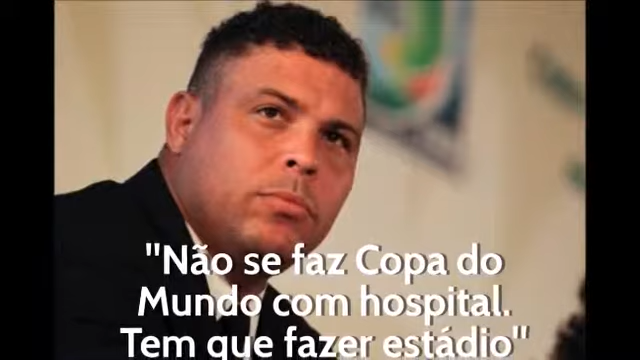 "Não se faz Copa do
Mundo com hospital.
Tem que fazer estádio"